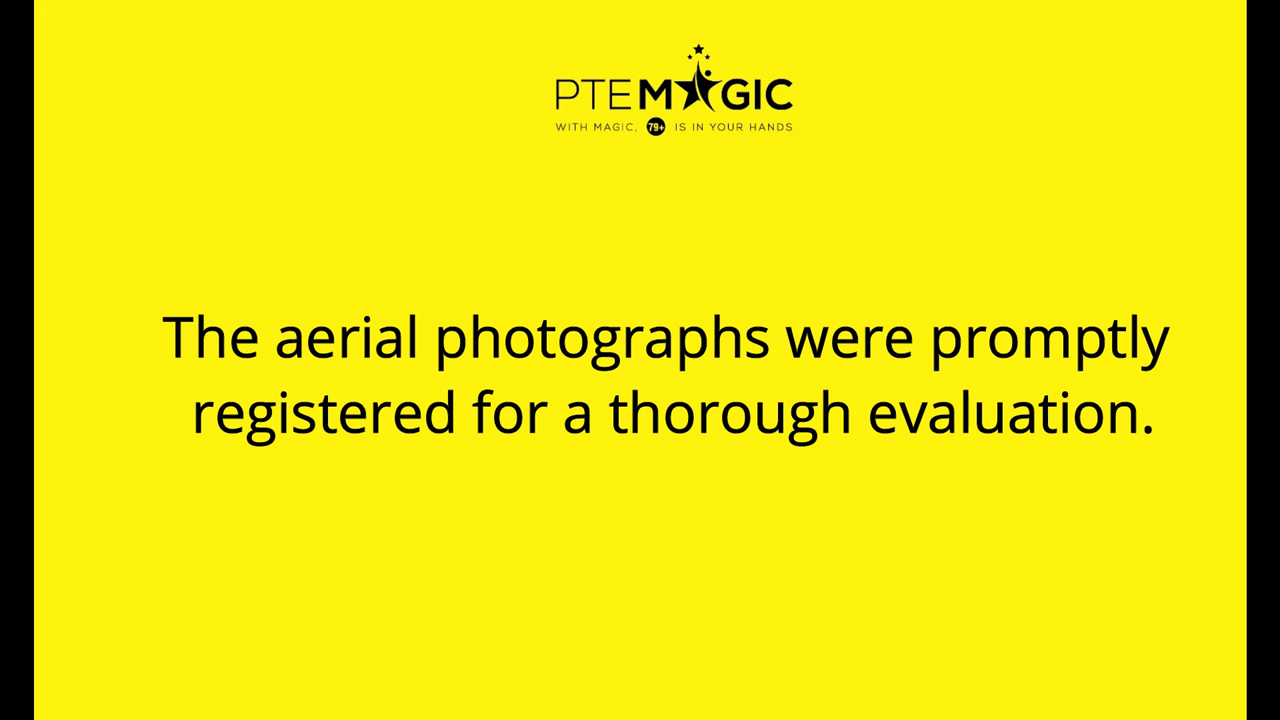 PTEMAGIC
WITH MAGIC, 79+ IS IN YOUR HANDS
The aerial photographs were promptly
registered for a thorough evaluation.